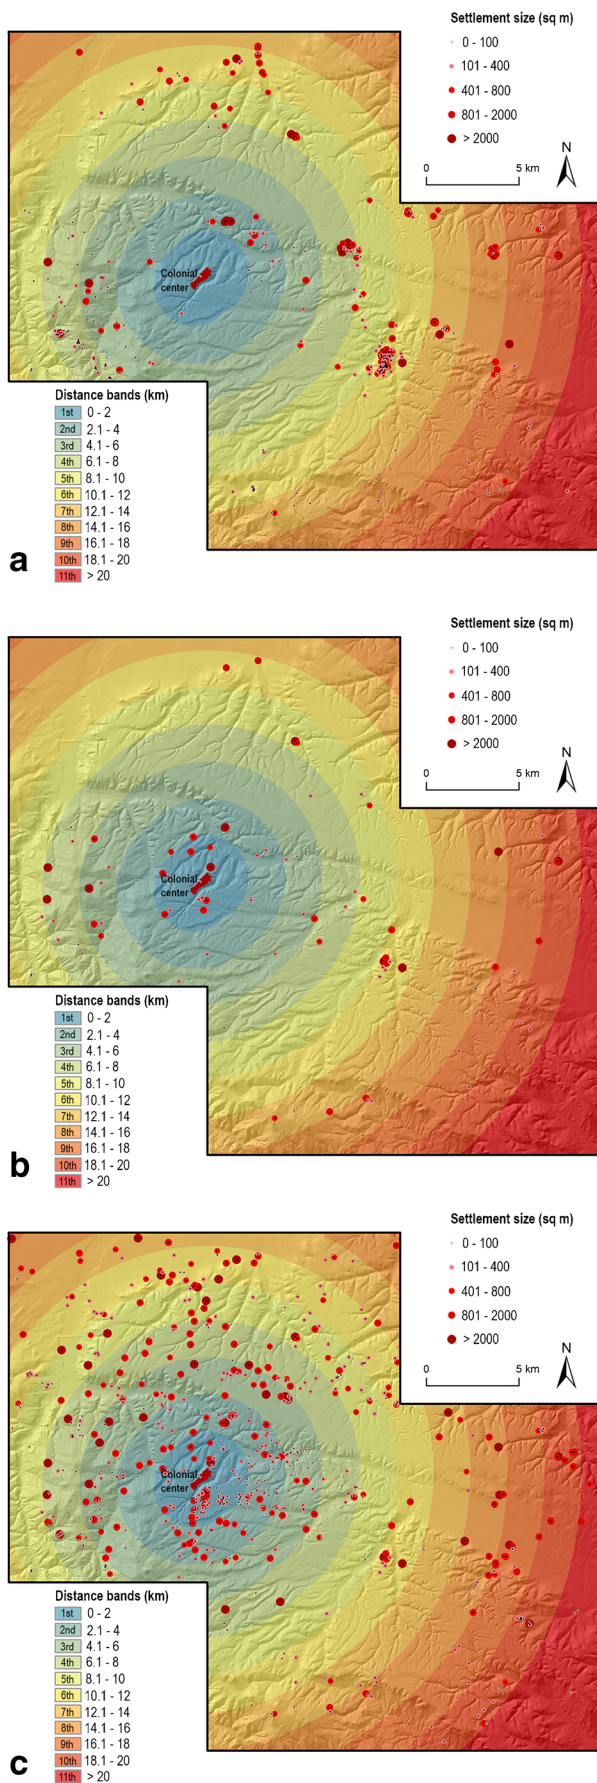 Settlement size (sq m)
0 - 100
101 - 400
401 - 800
801 - 2000
> 2000
N
0 5 km
Colonial
center
Distance bands (km)
1st 0 - 2
2nd 2.1 - 4
3rd 4.1 - 6
4th 6.1 - 8
5th 8.1 - 10
6th 10.1 - 12
7th 12.1 - 14
8th 14.1 - 16
9th 16.1 - 18
10th 18.1 - 20
11th > 20
a
Settlement size (sq m)
0 - 100
101 - 400
401 - 800
801 - 2000
> 2000
N
0 5 km
Colonial
center
Distance bands (km)
1st 0 - 2
2nd 2.1 - 4
3rd 4.1 - 6
4th 6.1 - 8
5th 8.1 - 10
6th 10.1 - 12
7th 12.1 - 14
8th 14.1 - 16
9th 16.1 - 18
10th 18.1 - 20
11th > 20
b
Settlement size (sq m)
0 - 100
101 - 400
401 - 800
801 - 2000
> 2000
N
0 5 km
Colonial
center
Distance bands (km)
1st 0 - 2
2nd 2.1 - 4
3rd 4.1 - 6
4th 6.1 - 8
5th 8.1 - 10
6th 10.1 - 12
7th 12.1 - 14
8th 14.1 - 16
9th 16.1 - 18
10th 18.1 - 20
11th > 20
c